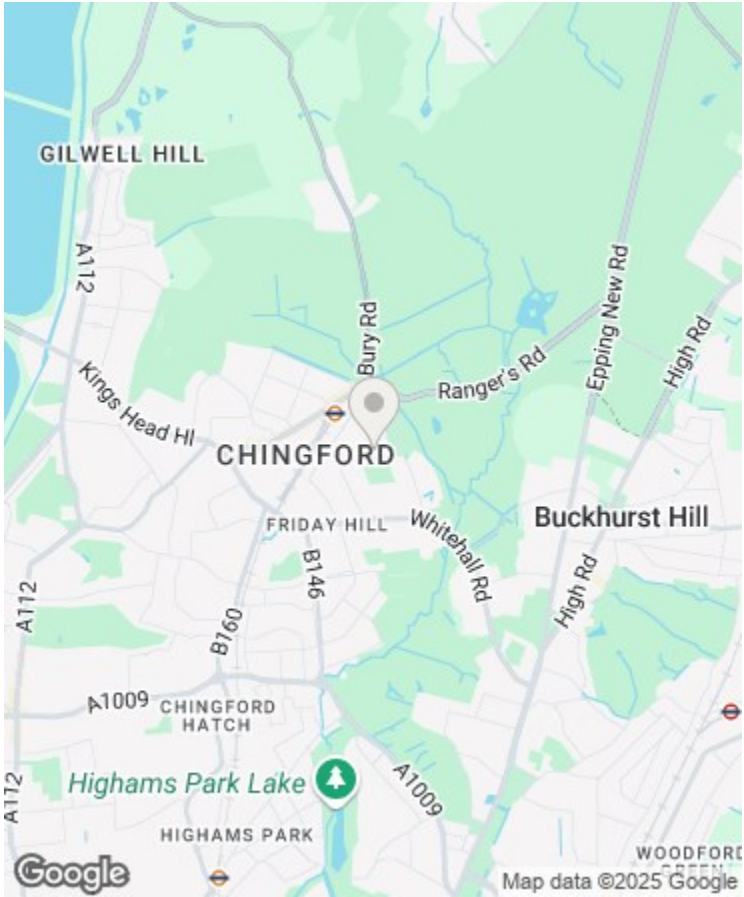 GILWELL HILL
A112
Bury Rd
Epping New Rd
High Rd
Ranger's Rd
Kings Head Hl
CHINGFORD
FRIDAY HILL
Whitehall Rd
Buckhurst Hill
B146
High Rd
A112
B160
A1009
CHINGFORD
HATCH
Highams Park Lake
A1009
A112
HIGHAMS PARK
WOODFORD
GREEN
Google
Map data ©2025 Google